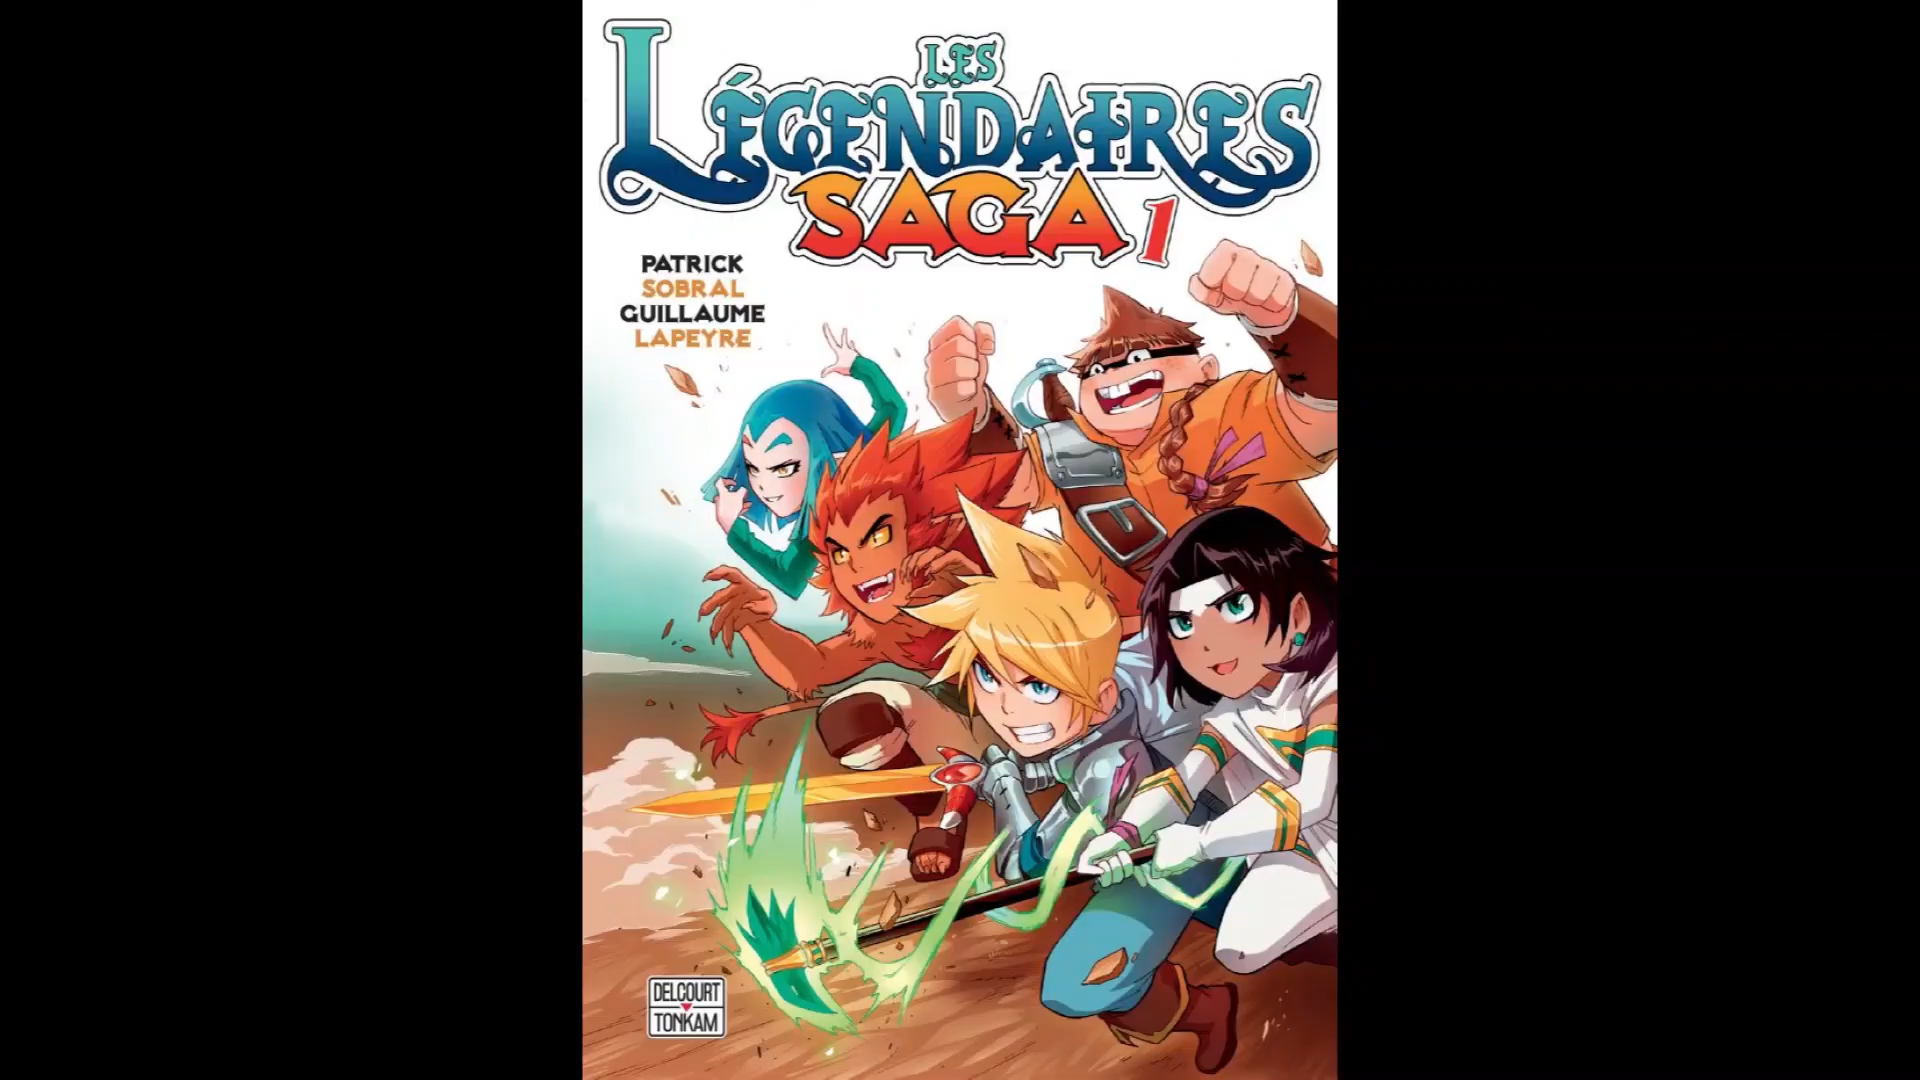 LES
LÉGENDAIRES
SAGA 1
PATRICK
SOBRAL
GUILLAUME
LAPEYRE
DELCOURT
TONKAM